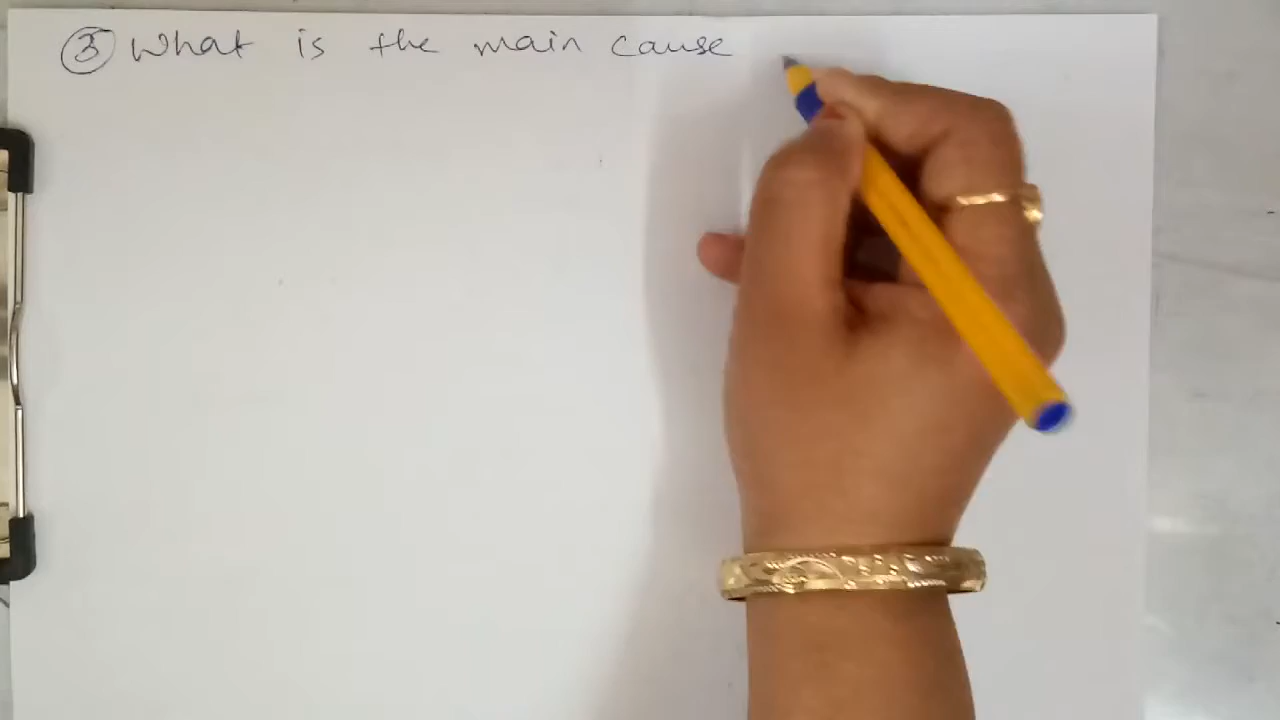 ③ What is the main cause